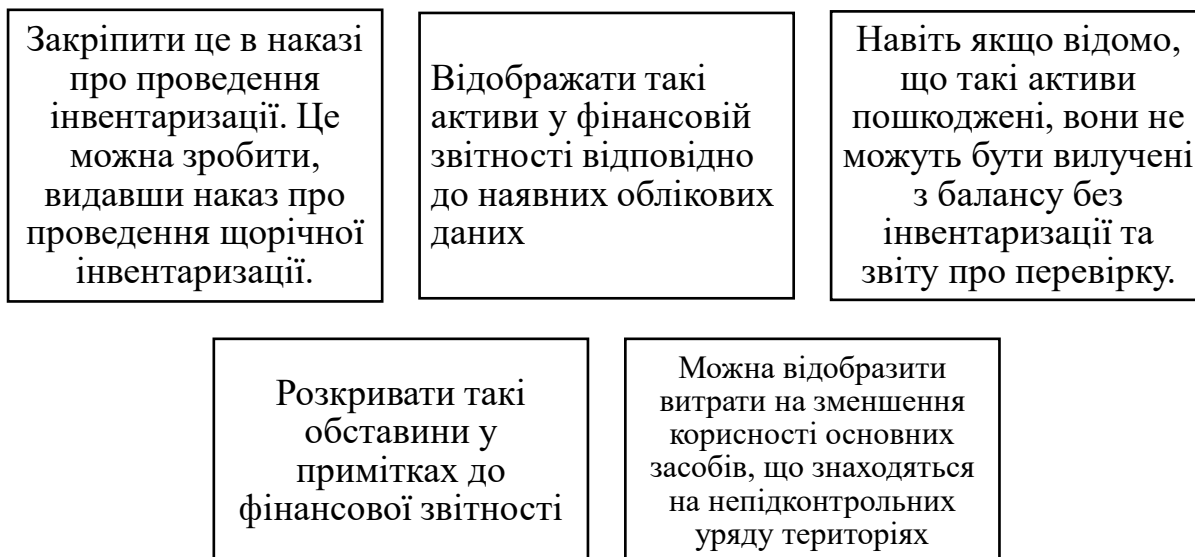 Закріпити це в наказі
про проведення
інвентаризації. Це
можна зробити,
видавши наказ про
проведення щорічної
інвентаризації.
Відображати такі
активи у фінансовій
звітності відповідно
до наявних облікових
даних
Навіть якщо відомо,
що такі активи
пошкоджені, вони не
можуть бути вилучені
з балансу без
інвентаризації та
звіту про перевірку.
Розкривати такі
обставини у
примітках до
фінансової звітності
Можна відобразити
витрати на зменшення
корисності основних
засобів, що знаходяться
на непідконтрольних
уряду територіях